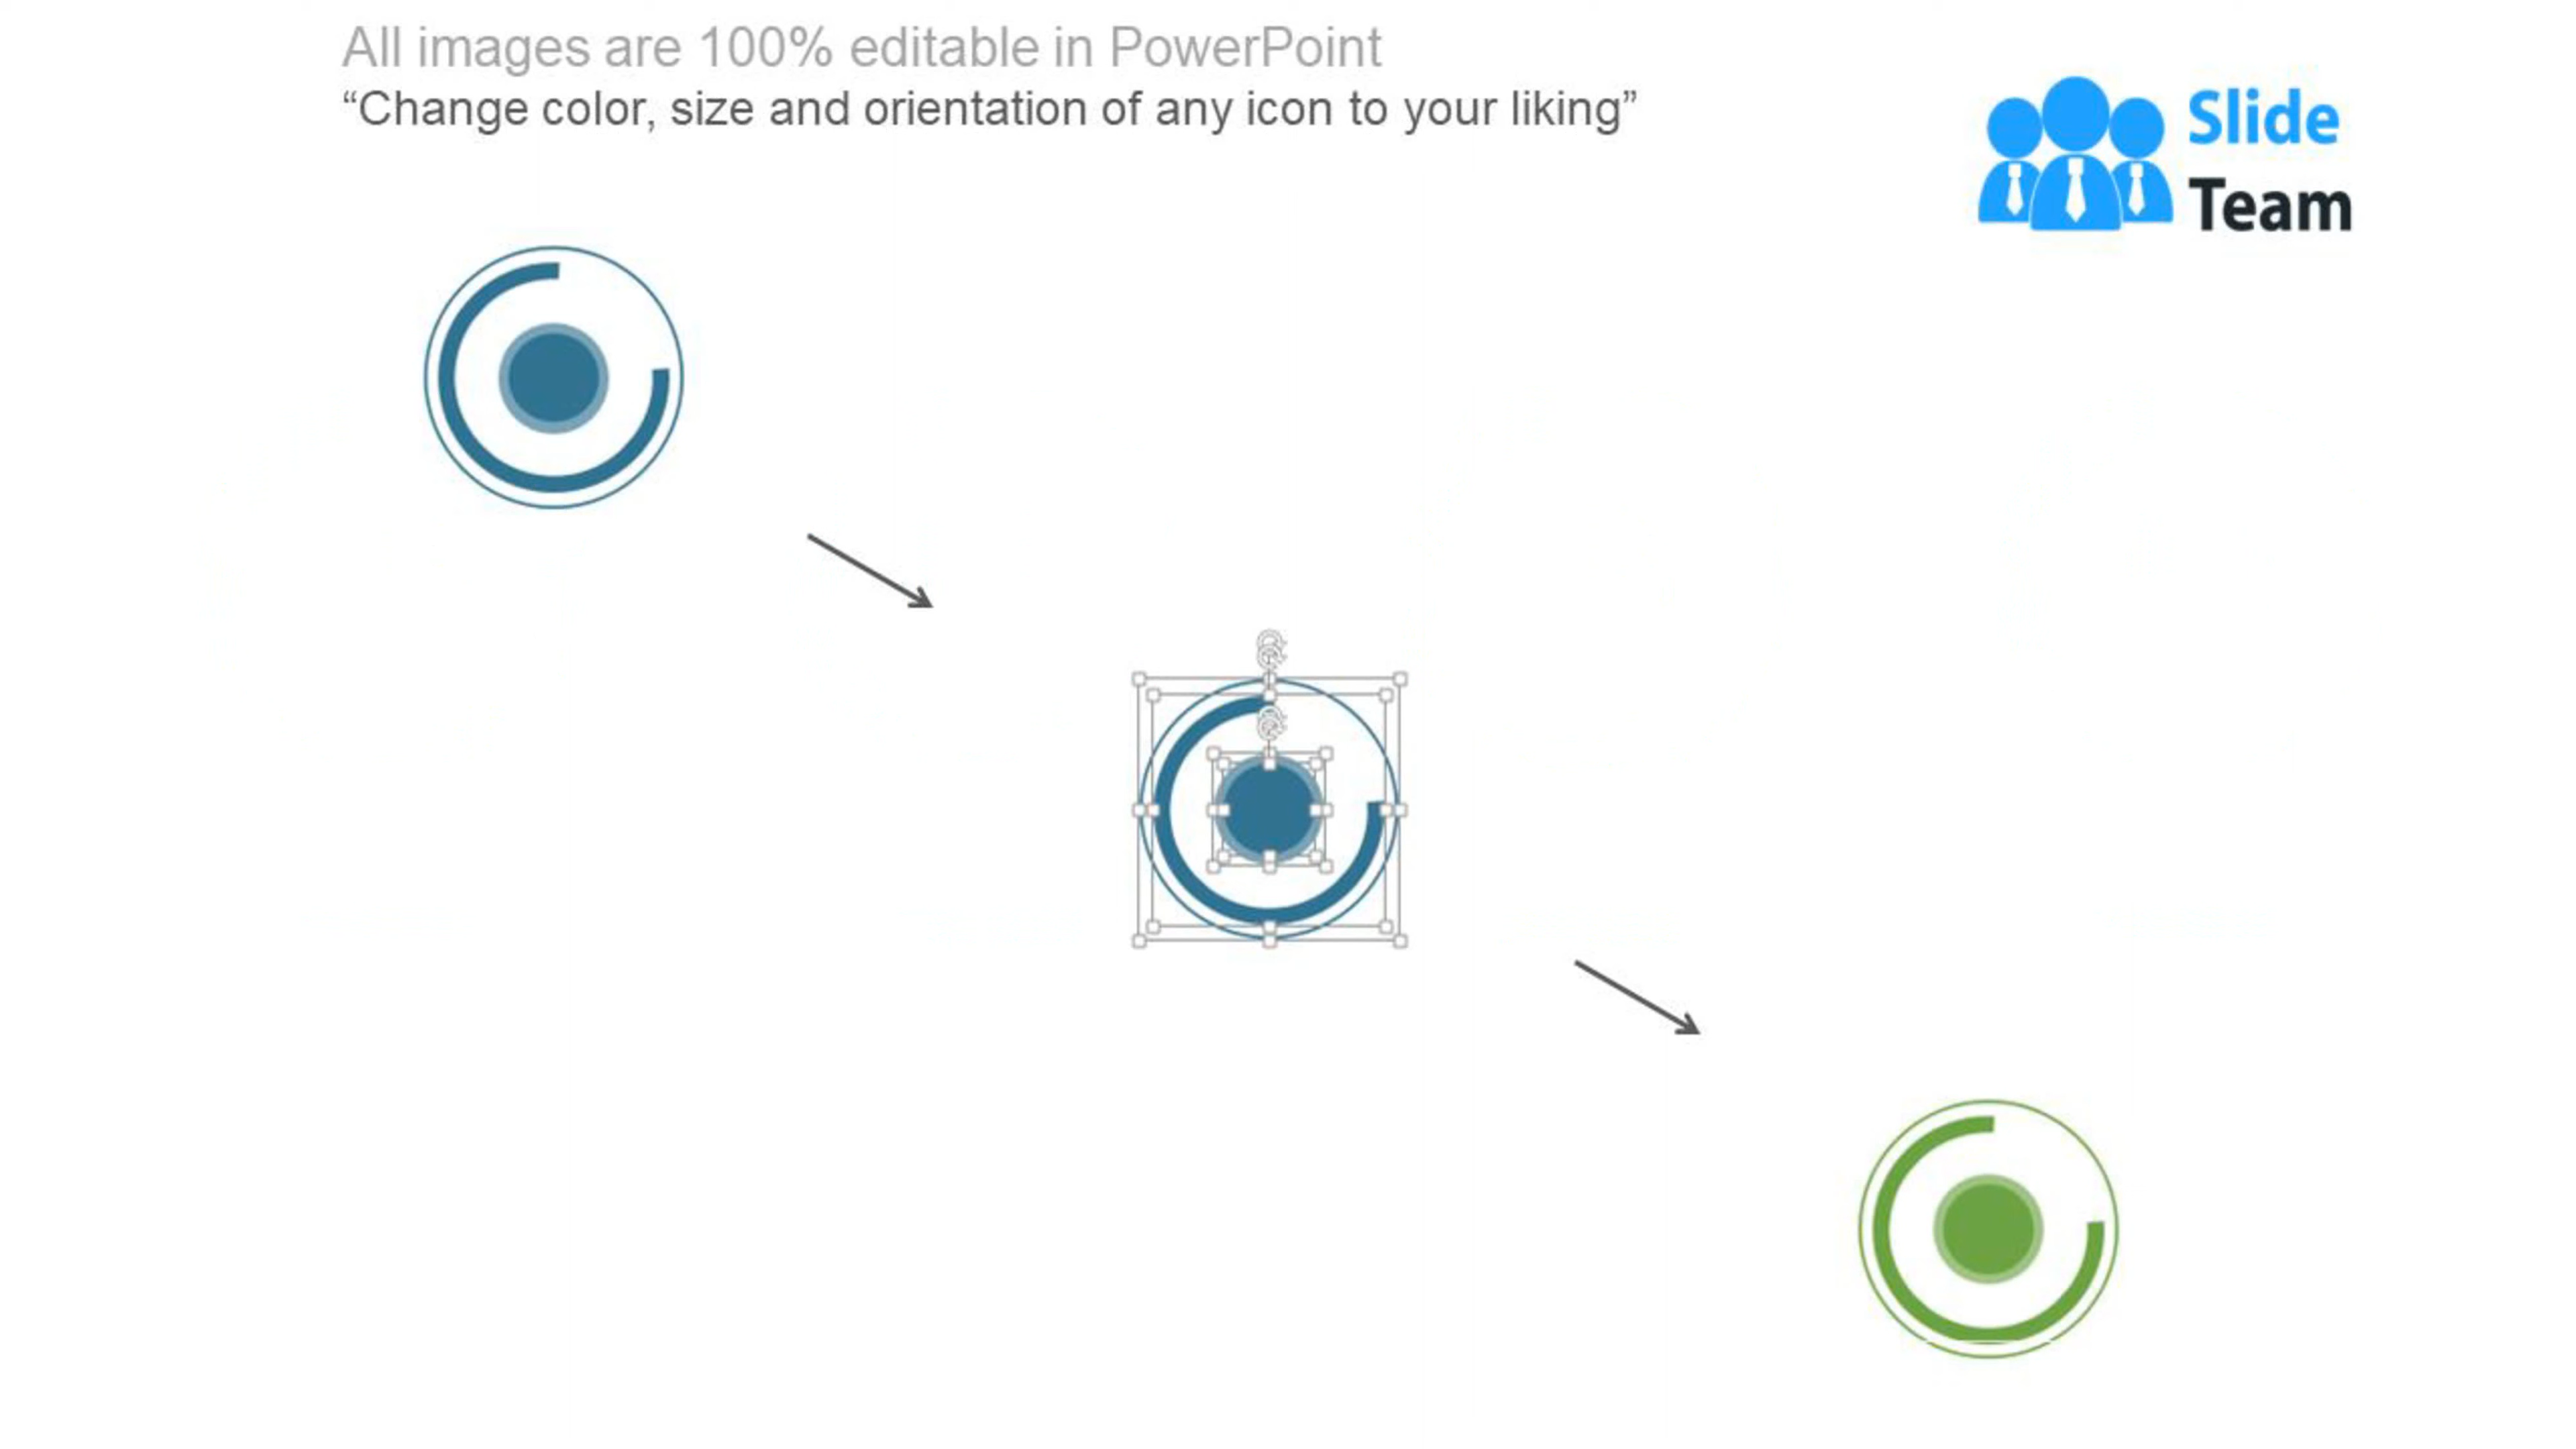 All images are 100% editable in PowerPoint
“Change color, size and orientation of any icon to your liking”
Slide
Team